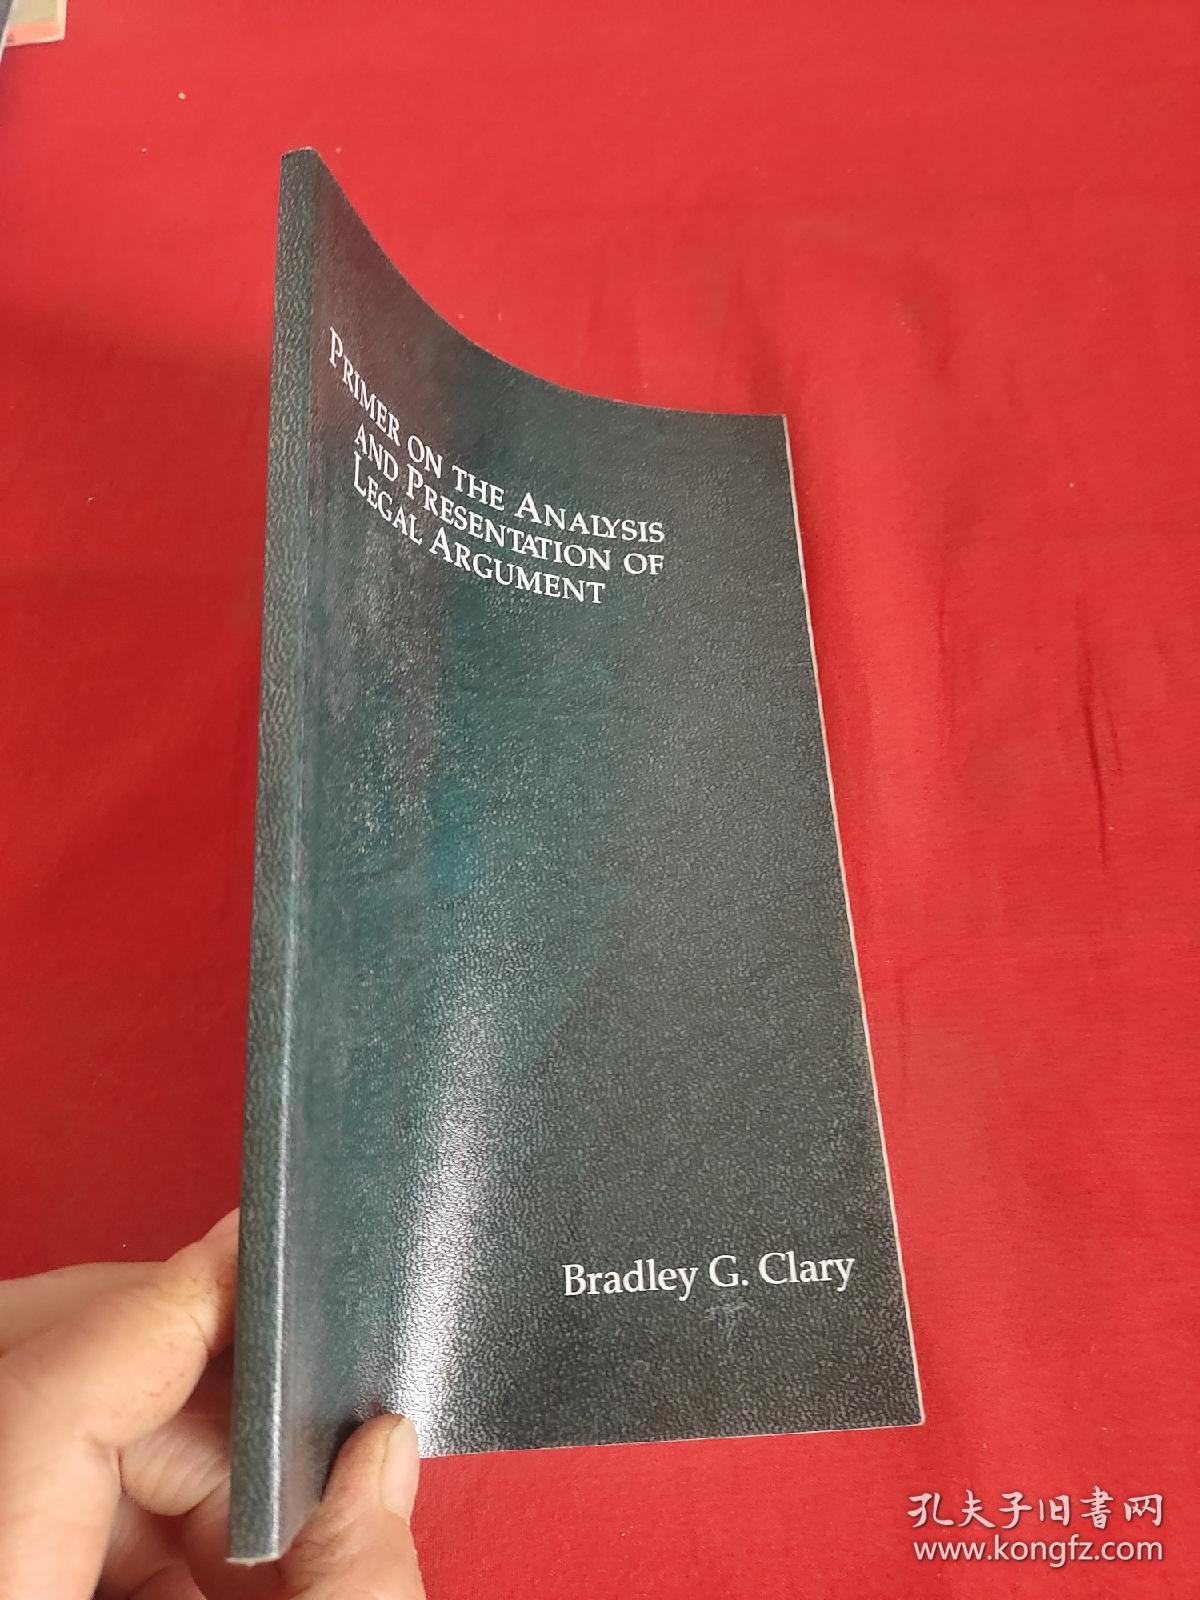 PRIMER ON THE ANALYSIS
AND PRESENTATION OF
LEGAL ARGUMENT
Bradley G. Clary
孔夫子旧書网
www.kongfz.com